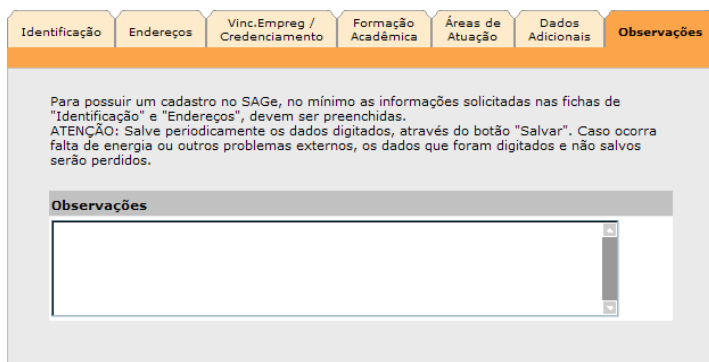 Identificação
Endereços
Vinc.Empreg /
Credenciamento
Formação
Acadêmica
Áreas de
Atuação
Dados
Adicionais
Observações
Para possuir um cadastro no SAGe, no mínimo as informações solicitadas nas fichas de
"Identificação" e "Endereços", devem ser preenchidas.
ATENÇÃO: Salve periodicamente os dados digitados, através do botão "Salvar". Caso ocorra
falta de energia ou outros problemas externos, os dados que foram digitados e não salvos
serão perdidos.
Observações